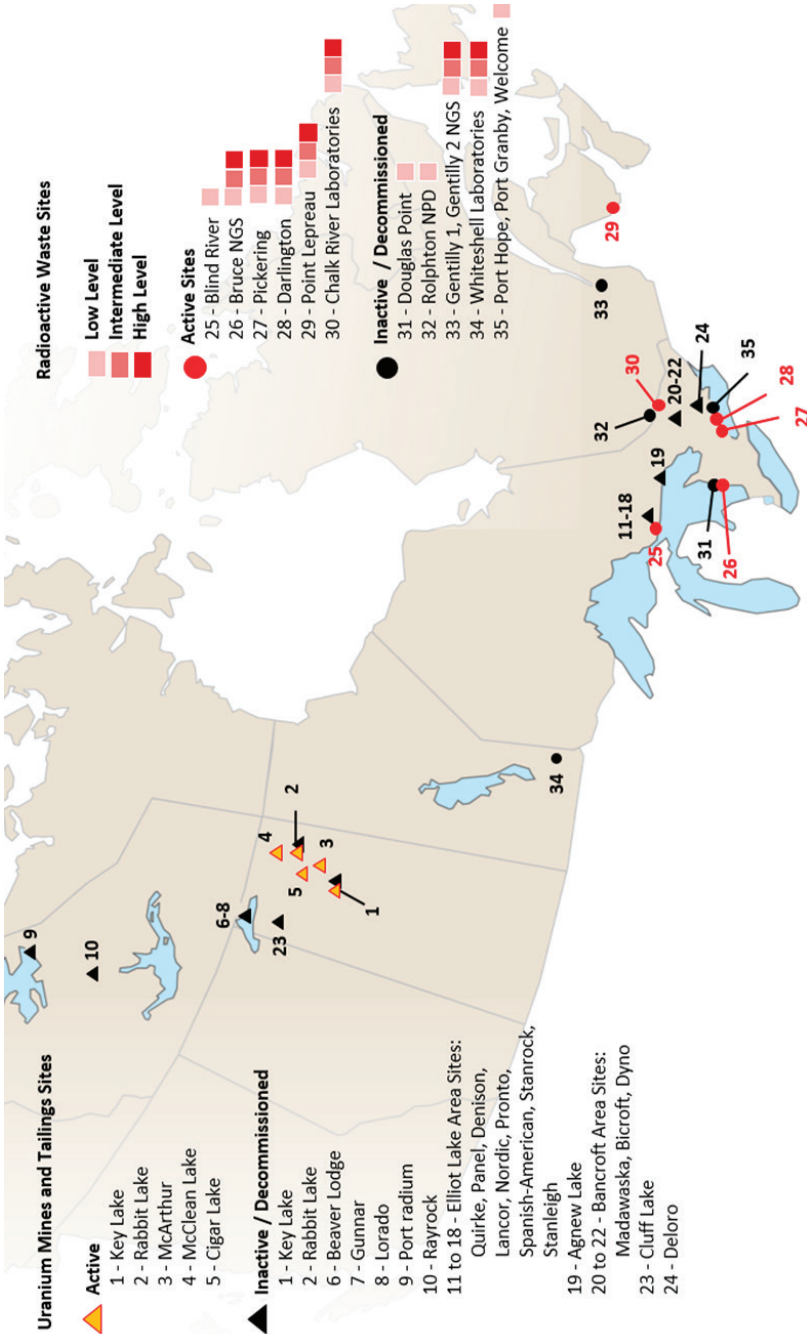 Uranium Mines and Tailings Sites
Active
1 - Key Lake
2 - Rabbit Lake
3 - McArthur
4 - McClean Lake
5 - Cigar Lake
Inactive / Decommissioned
1 - Key Lake
2 - Rabbit Lake
6 - Beaver Lodge
7 - Gunnar
8 - Lorado
9 - Port radium
10 - Rayrock
11 to 18 - Elliot Lake Area Sites:
Quirke, Panel, Denison,
Lancor, Nordic, Pronto,
Spanish-American, Stanrock,
Stanleigh
19 - Agnew Lake
20 to 22 - Bancroft Area Sites:
Madawaska, Bicroft, Dyno
23 - Cluff Lake
24 - Deloro
9
10
6-8
23
4
2
5
3
1
34
11-18
25
19
32
30
20-22
24
31
26
35
28
27
33
29
Radioactive Waste Sites
Low Level
Intermediate Level
High Level
Active Sites
25 - Blind River
26 - Bruce NGS
27 - Pickering
28 - Darlington
29 - Point Lepreau
30 - Chalk River Laboratories
Inactive / Decommissioned
31 - Douglas Point
32 - Rolphton NPD
33 - Gentilly 1, Gentilly 2 NGS
34 - Whiteshell Laboratories
35 - Port Hope, Port Granby, Welcome